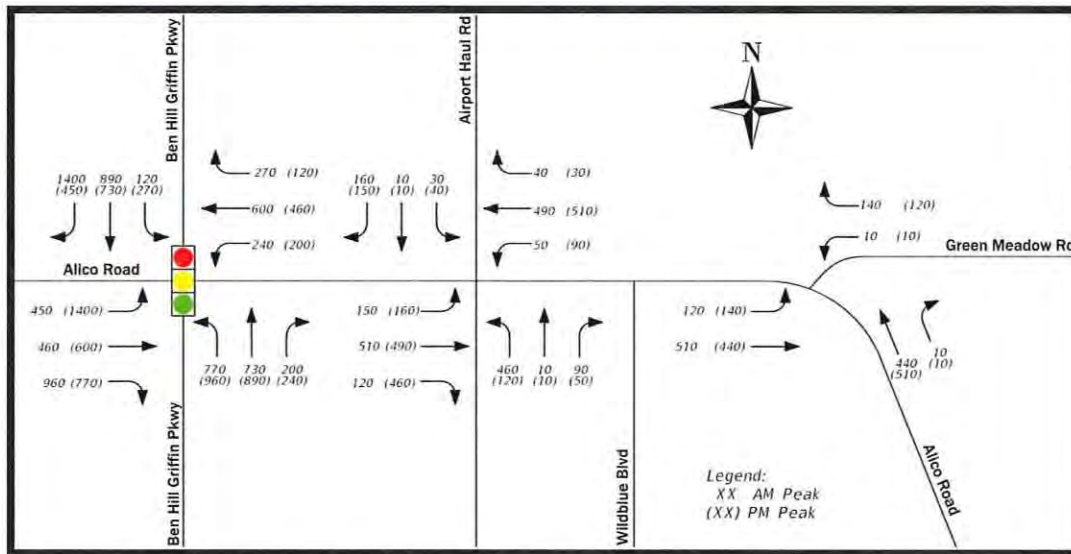 Ben Hill Griffin Pkwy
Airport Haul Rd
N
1400 890 120
(450) (730) (270)
270 (120)
600 (460)
240 (200)
160 10 30
(150) (10) (40)
40 (30)
490 (510)
50 (90)
140 (120)
10 (10)
Green Meadow Rd
Alico Road
450 (1400)
460 (600)
960 (770)
770 730 200
(960) (890) (240)
150 (160)
510 (490)
120 (460)
460 10 90
(120) (10) (50)
120 (140)
510 (440)
440
(510)
10
(10)
Ben Hill Griffin Pkwy
Wildblue Blvd
Alico Road
Legend:
XX AM Peak
(XX) PM Peak